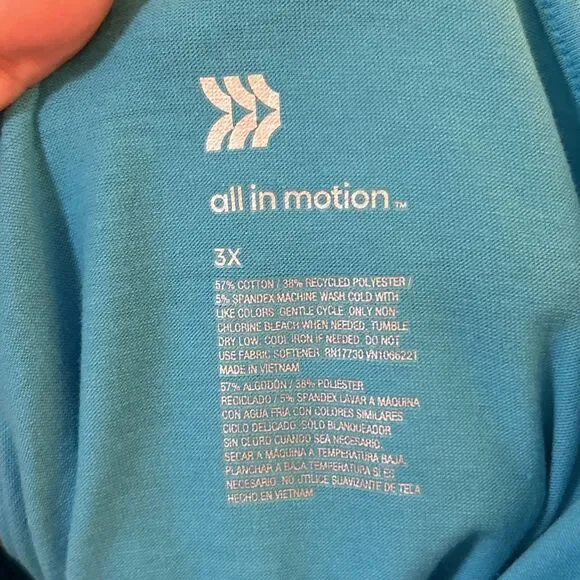 all in motion™
3X
57% COTTON / 38% RECYCLED POLYESTER /
5% SPANDEX MACHINE WASH COLD WITH
LIKE COLORS. GENTLE CYCLE. ONLY NON-
CHLORINE BLEACH WHEN NEEDED. TUMBLE
DRY LOW. COOL IRON IF NEEDED. DO NOT
USE FABRIC SOFTENER. RN17730 VN1066221
MADE IN VIETNAM
57% ALGODÓN / 38% POLIÉSTER
RECICLADO / 5% SPANDEX LAVAR A MÁQUINA
CON AGUA FRÍA CON COLORES SIMILARES
CICLO DELICADO. SOLO BLANQUEADOR
SIN CLORO CUANDO SEA NECESARIO.
SECAR A MÁQUINA A TEMPERATURA BAJA.
PLANCHAR A BAJA TEMPERATURA SI ES
NECESARIO. NO UTILICE SUAVIZANTE DE TELA
HECHO EN VIETNAM